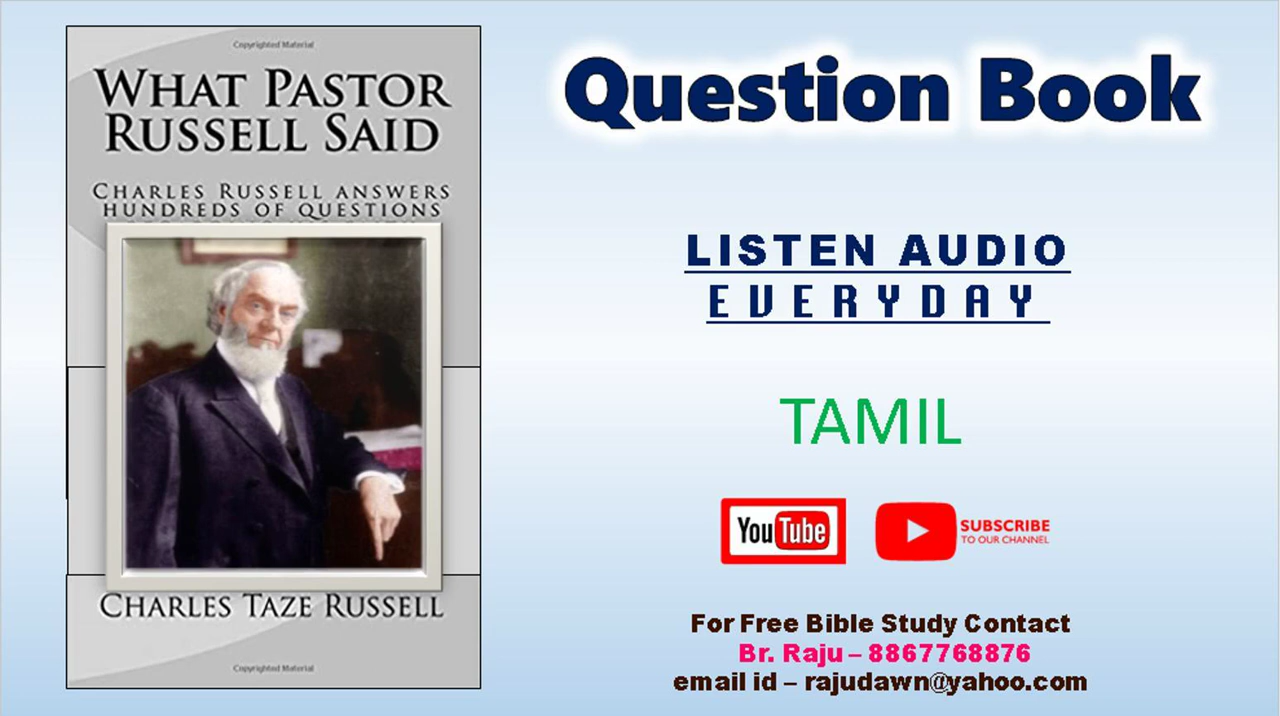 Copyrighted Material
WHAT PASTOR
RUSSELL SAID
CHARLES RUSSELL ANSWERS
HUNDREDS OF QUESTIONS
CHARLES TAZE RUSSELL
Copyrighted Material
Question Book
LISTEN AUDIO
EVERYDAY
TAMIL
YouTube
SUBSCRIBE
TO OUR CHANNEL
For Free Bible Study Contact
Br. Raju – 8867768876
email id – rajudawn@yahoo.com